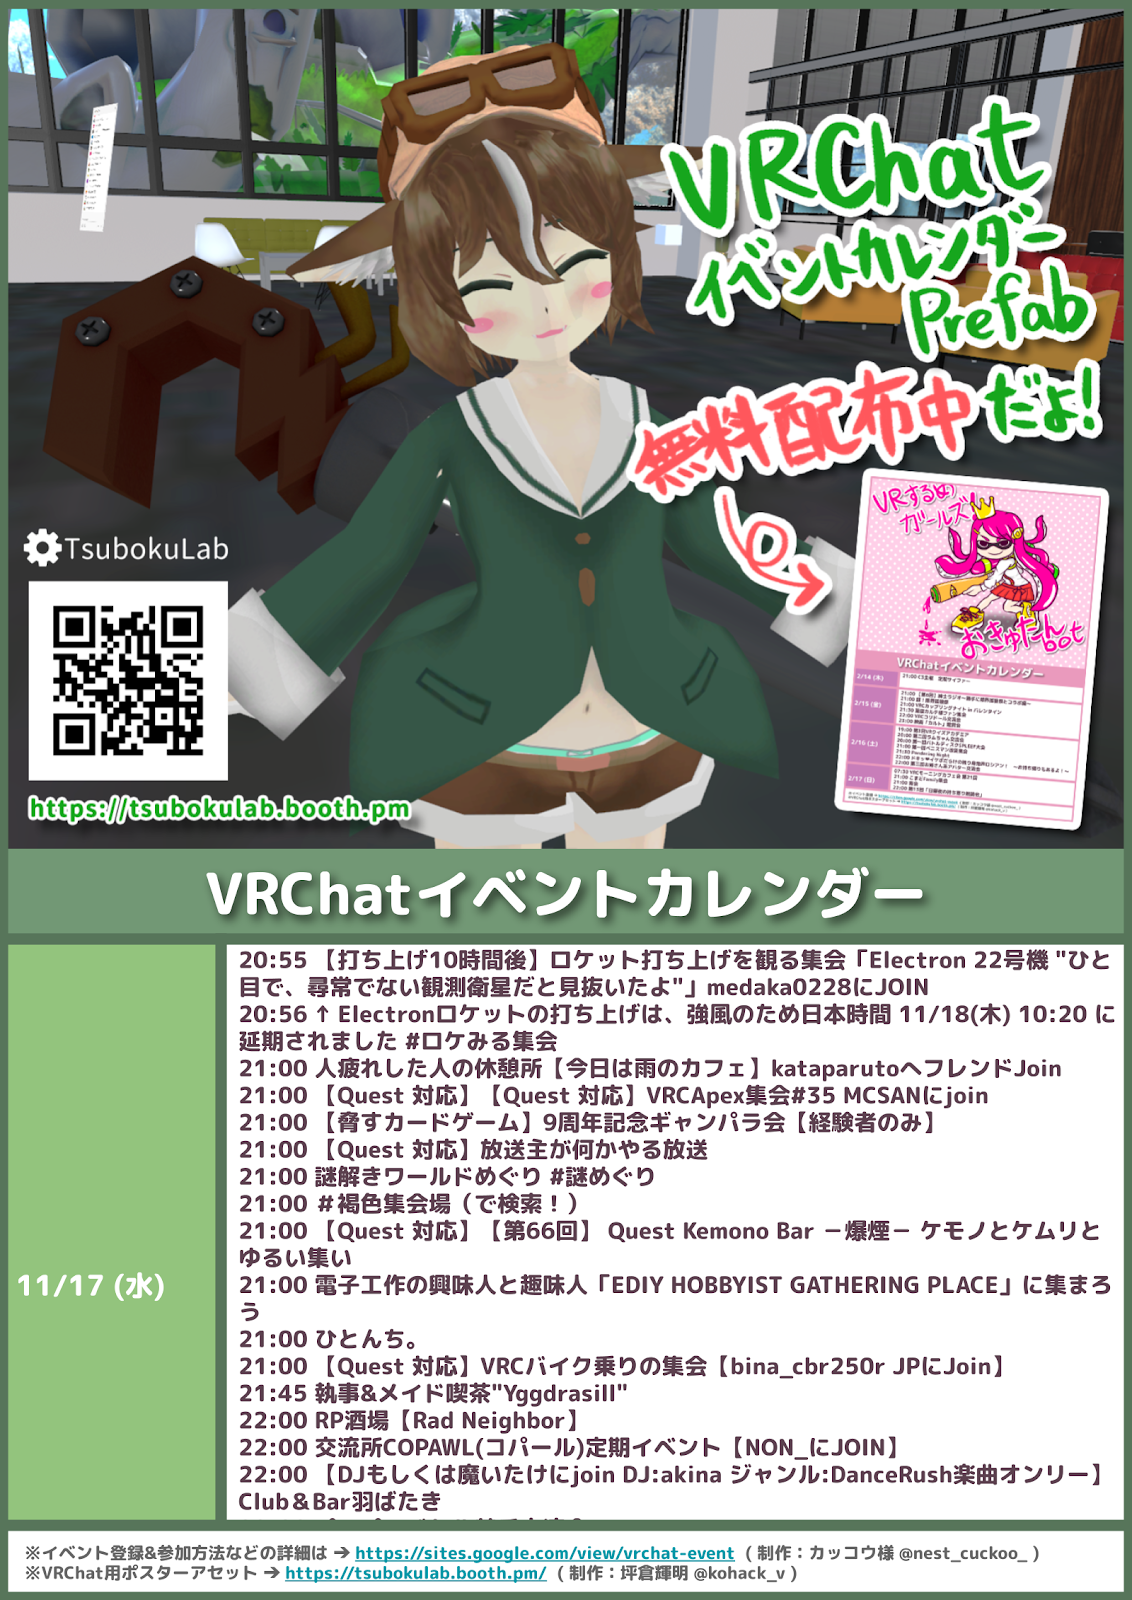 VRChat
イベントカレンダー
Prefab
無料配布中だよ!
VRするめ
ガールズ
おきゅたん
bot
VRChatイベントカレンダー
2/14 (木)
2/15 (金)
2/16 (土)
2/17 (日)
TsubokuLab
https://tsubokulab.booth.pm
VRChatイベントカレンダー
11/17 (水)
20:55 【打ち上げ10時間後】ロケット打ち上げを観る集会「Electron 22号機 "ひと
目で、尋常でない観測衛星だと見抜いたよ"」medaka0228にJOIN
20:56 ↑ Electronロケットの打ち上げは、強風のため日本時間 11/18(木) 10:20 に
延期されました #ロケみる集会
21:00 人疲れした人の休憩所【今日は雨のカフェ】kataparutoへフレンドJoin
21:00 【Quest 対応】【Quest 対応】VRCApex集会#35 MCSANにjoin
21:00 【脅すカードゲーム】9周年記念ギャンパラ会【経験者のみ】
21:00 【Quest 対応】放送主が何かやる放送
21:00 謎解きワールドめぐり #謎めぐり
21:00 ＃褐色集会場（で検索！）
21:00 【Quest 対応】【第66回】 Quest Kemono Bar －爆煙－ ケモノとケムリと
ゆるい集い
21:00 電子工作の興味人と趣味人「EDIY HOBBYIST GATHERING PLACE」に集まろ
う
21:00 ひとんち。
21:00 【Quest 対応】VRCバイク乗りの集会【bina_cbr250r JPにJoin】
21:45 執事&メイド喫茶"Yggdrasill"
22:00 RP酒場【Rad Neighbor】
22:00 交流所COPAWL(コパール)定期イベント【NON_にJOIN】
22:00 【DJもしくは魔いたけにjoin DJ:akina ジャンル:DanceRush楽曲オンリー】
Club＆Bar羽ばたき
※イベント登録&参加方法などの詳細は ➔ https://sites.google.com/view/vrchat-event ( 制作：カッコウ様 @nest_cuckoo_ )
※VRChat用ポスターアセット ➔ https://tsubokulab.booth.pm/ ( 制作：坪倉輝明 @kohack_v )